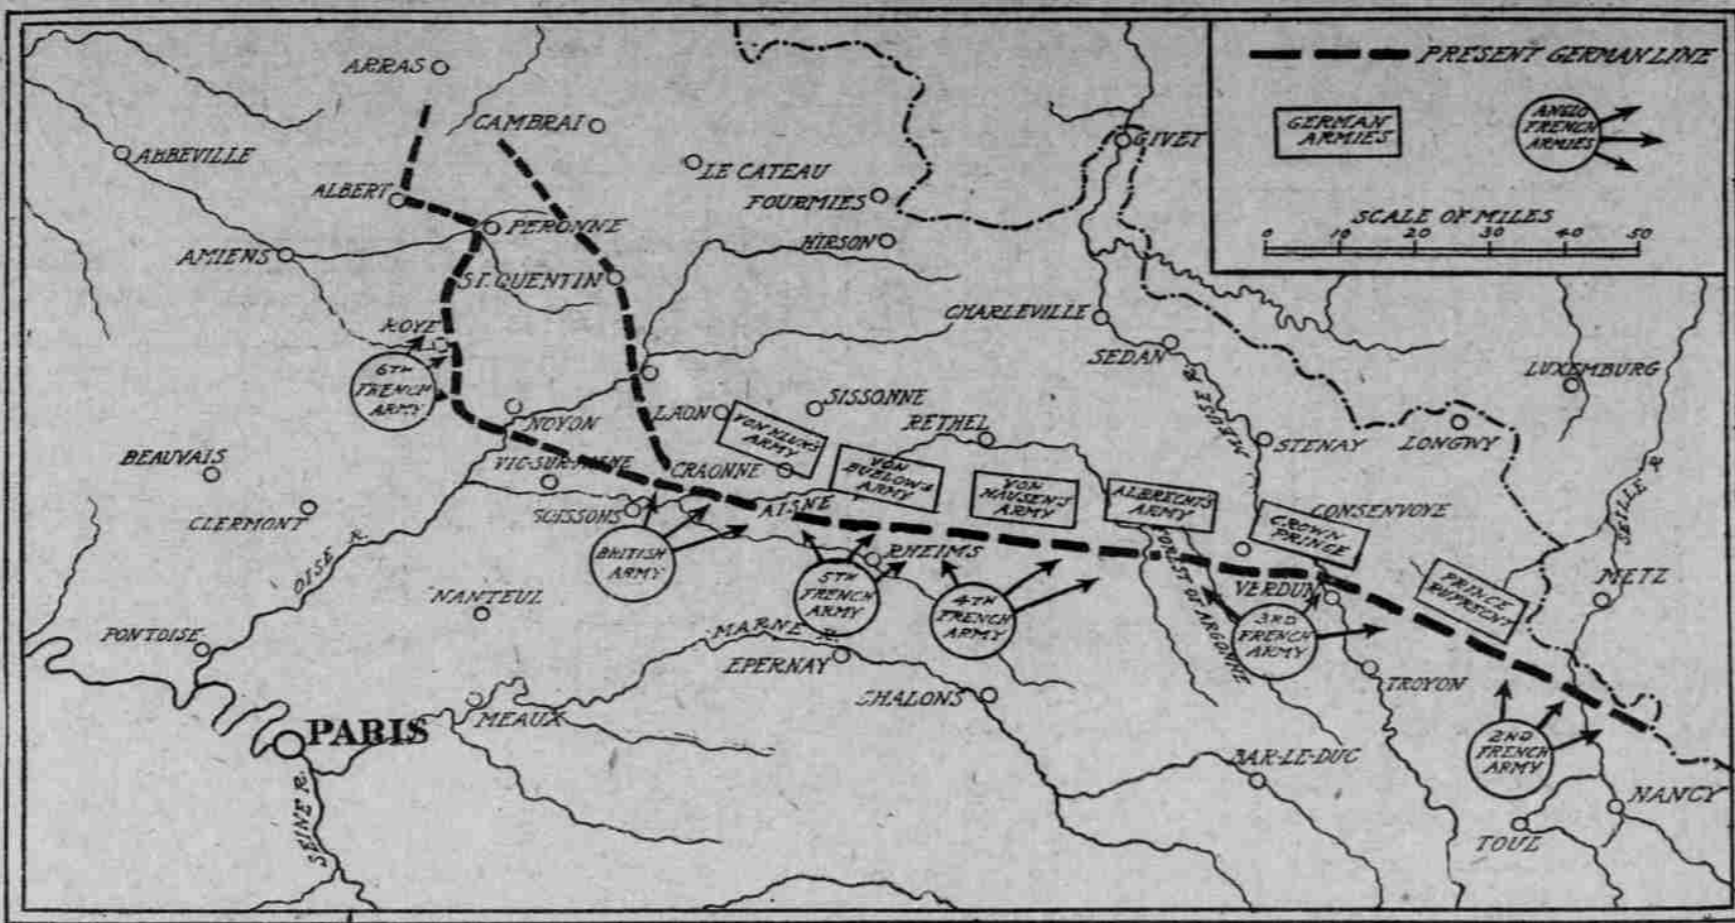 PRESENT GERMAN LINE
GERMAN
ARMIES
ANGLO
FRENCH
ARMIES
SCALE OF MILES
0 10 20 30 40 50
ARRAS
CAMBRAI
ABBEVILLE
LE CATEAU
GIVET
ALBERT
FOURMIES
PERONNE
HIRSON
AMIENS
ST. QUENTIN
CHARLEVILLE
ROYE
SEDAN
LUXEMBURG
6TH
FRENCH
ARMY
MEUSE R.
NOYON
LAON
SISSONNE
RETHEL
STENAY
LONGWY
VON KLUK'S
ARMY
BEAUVAIS
VIC-SUR-AISNE
CRAONNE
VON
BUELOW'S
ARMY
VON
HAUSEN'S
ARMY
ALBRECHT'S
ARMY
SEILLE R.
CLERMONT
SOISSONS
AISNE
CONSENVOYE
CROWN
PRINCE
OISE R.
BRITISH
ARMY
RHEIMS
FOREST OF ARGONNE
VERDUN
METZ
PRINCE
RUPRECHT
NANTEUIL
5TH
FRENCH
ARMY
4TH
FRENCH
ARMY
3RD
FRENCH
ARMY
PONTOISE
MARNE R.
EPERNAY
TROYON
CHALONS
MEAUX
PARIS
2ND
FRENCH
ARMY
BAR-LE-DUC
SEINE R.
NANCY
TOUL